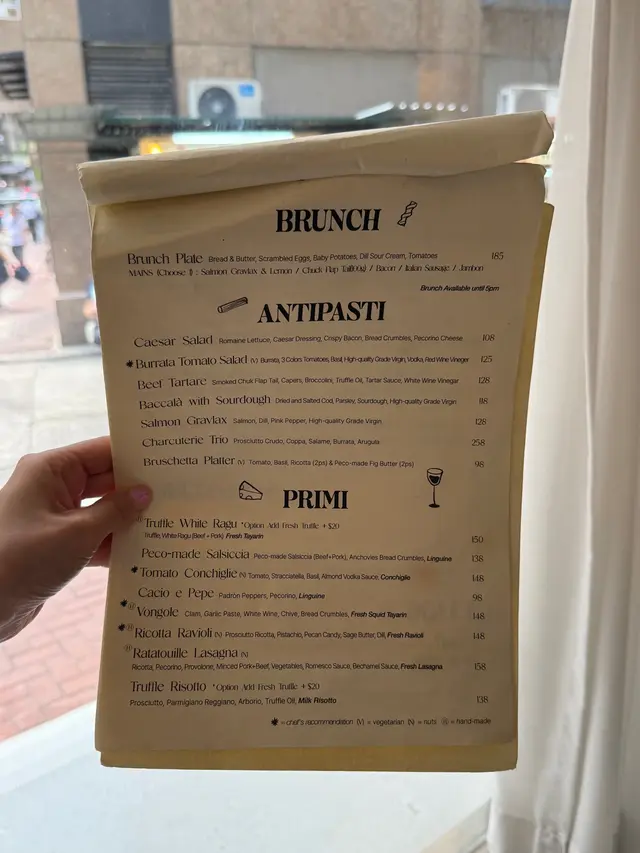 BRUNCH
Brunch Plate Bread & Butter, Scrambled Eggs, Baby Potatoes, Dill Sour Cream, Tomatoes 185
MAINS (Choose 1) : Salmon Gravlax & Lemon / Chuck Flap Tail(100g) / Bacon / Italian Sausage / Jambon
Brunch Available until 5pm
ANTIPASTI
Caesar Salad Romaine Lettuce, Caesar Dressing, Crispy Bacon, Bread Crumbles, Pecorino Cheese 108
Burrata Tomato Salad (V) Burrata, 3 Colors Tomatoes, Basil, High-quality Grade Virgin, Vodka, Red Wine Vineger 125
Beef Tartare Smoked Chuk Flap Tail, Capers, Broccolini, Truffle Oil, Tartar Sauce, White Wine Vinegar 128
Baccalà with Sourdough Dried and Salted Cod, Parsley, Sourdough, High-quality Grade Virgin 118
Salmon Gravlax Salmon, Dill, Pink Pepper, High-quality Grade Virgin 128
Charcuterie Trio Prosciutto Crudo, Coppa, Salame, Burrata, Arugula 258
Bruschetta Platter (V) Tomato, Basil, Ricotta (2ps) & Peco-made Fig Butter (2ps) 98
PRIMI
(H) Truffle White Ragu *Option Add Fresh Truffle +$20
Truffle, White Ragu (Beef + Pork) Fresh Tajarin 150
Peco-made Salsiccia Peco-made Salsiccia (Beef+Pork), Anchovies Bread Crumbles, Linguine 138
Tomato Conchiglie (N) Tomato, Stracciatella, Basil, Almond Vodka Sauce, Conchiglie 148
Cacio e Pepe Padròn Peppers, Pecorino, Linguine 98
(H) Vongole Clam, Garlic Paste, White Wine, Chive, Bread Crumbles, Fresh Squid Tayarin 148
(H) Ricotta Ravioli (N) Prosciutto Ricotta, Pistachio, Pecan Candy, Sage Butter, Dill, Fresh Ravioli 148
(H) Ratatouille Lasagna (N)
Ricotta, Pecorino, Provolone, Minced Pork+Beef, Vegetables, Romesco Sauce, Bechamel Sauce, Fresh Lasagna 158
Truffle Risotto *Option Add Fresh Truffle +$20
Prosciutto, Parmigiano Reggiano, Arborio, Truffle Oil, Milk Risotto 138
= chef's recommendation (V) = vegetarian (N) = nuts (H) = hand-made